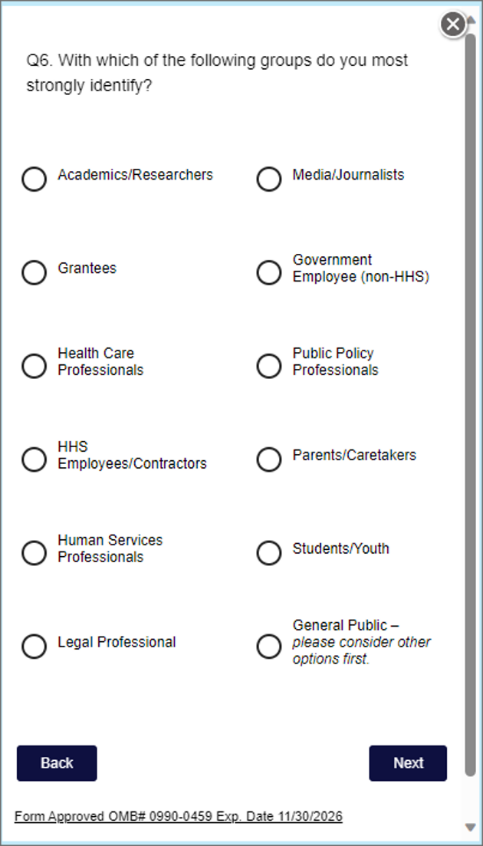 Q6. With which of the following groups do you most
strongly identify?
Academics/Researchers
Media/Journalists
Grantees
Government
Employee (non-HHS)
Health Care
Professionals
Public Policy
Professionals
HHS
Employees/Contractors
Parents/Caretakers
Human Services
Professionals
Students/Youth
Legal Professional
General Public –
please consider other
options first.
Back
Next
Form Approved OMB# 0990-0459 Exp. Date 11/30/2026